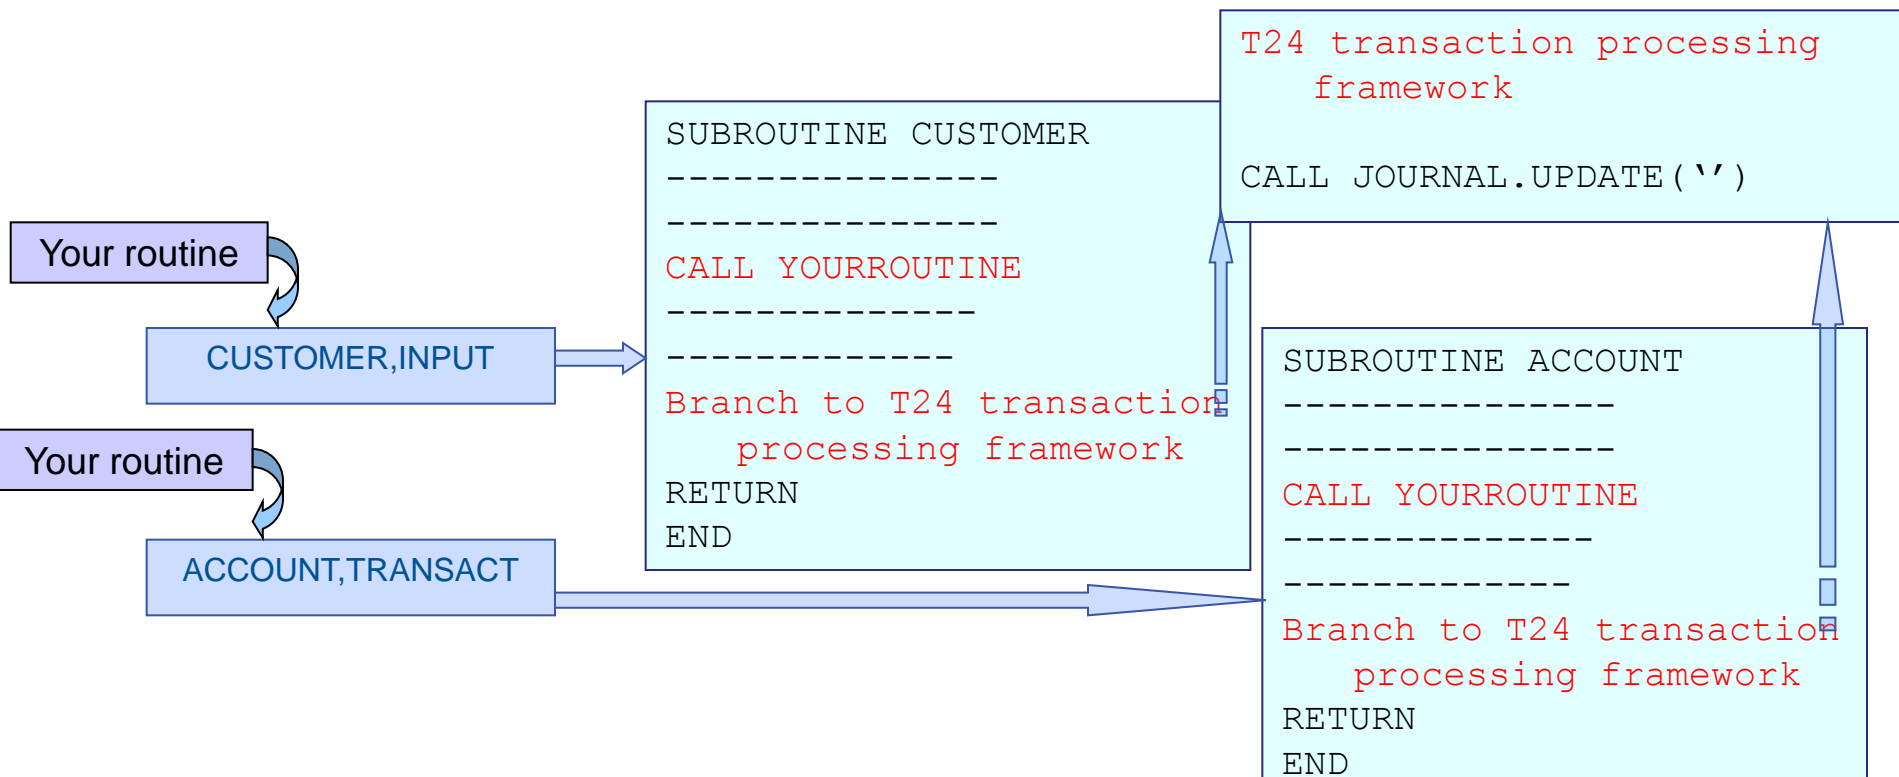 T24 transaction processing
framework
CALL JOURNAL.UPDATE(‘’)
SUBROUTINE CUSTOMER
---------------
---------------
CALL YOURROUTINE
--------------
-------------
Branch to T24 transaction
processing framework
RETURN
END
Your routine
CUSTOMER,INPUT
Your routine
ACCOUNT,TRANSACT
SUBROUTINE ACCOUNT
---------------
---------------
CALL YOURROUTINE
--------------
-------------
Branch to T24 transaction
processing framework
RETURN
END